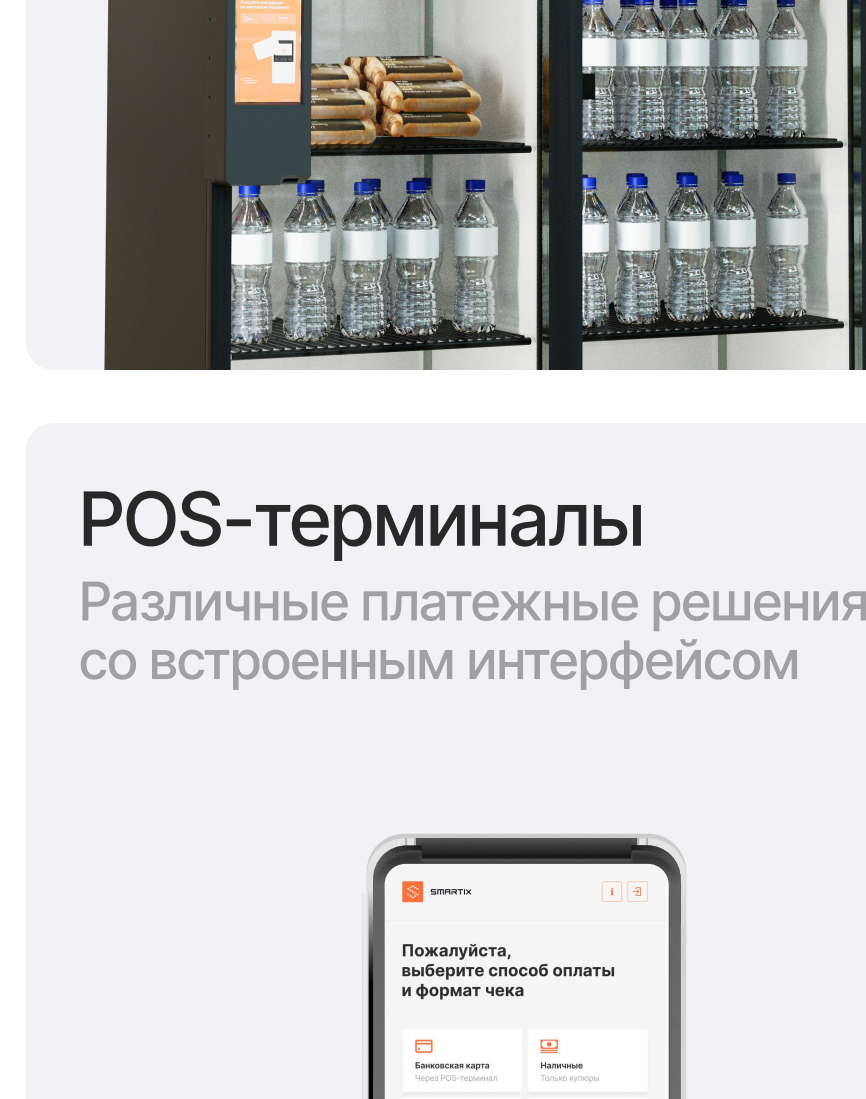 POS-терминалы
Различные платежные решения
со встроенным интерфейсом
SMARTIX
i
Пожалуйста,
выберите способ оплаты
и формат чека
Банковская карта
Через POS-терминал
Наличные
Только купюры